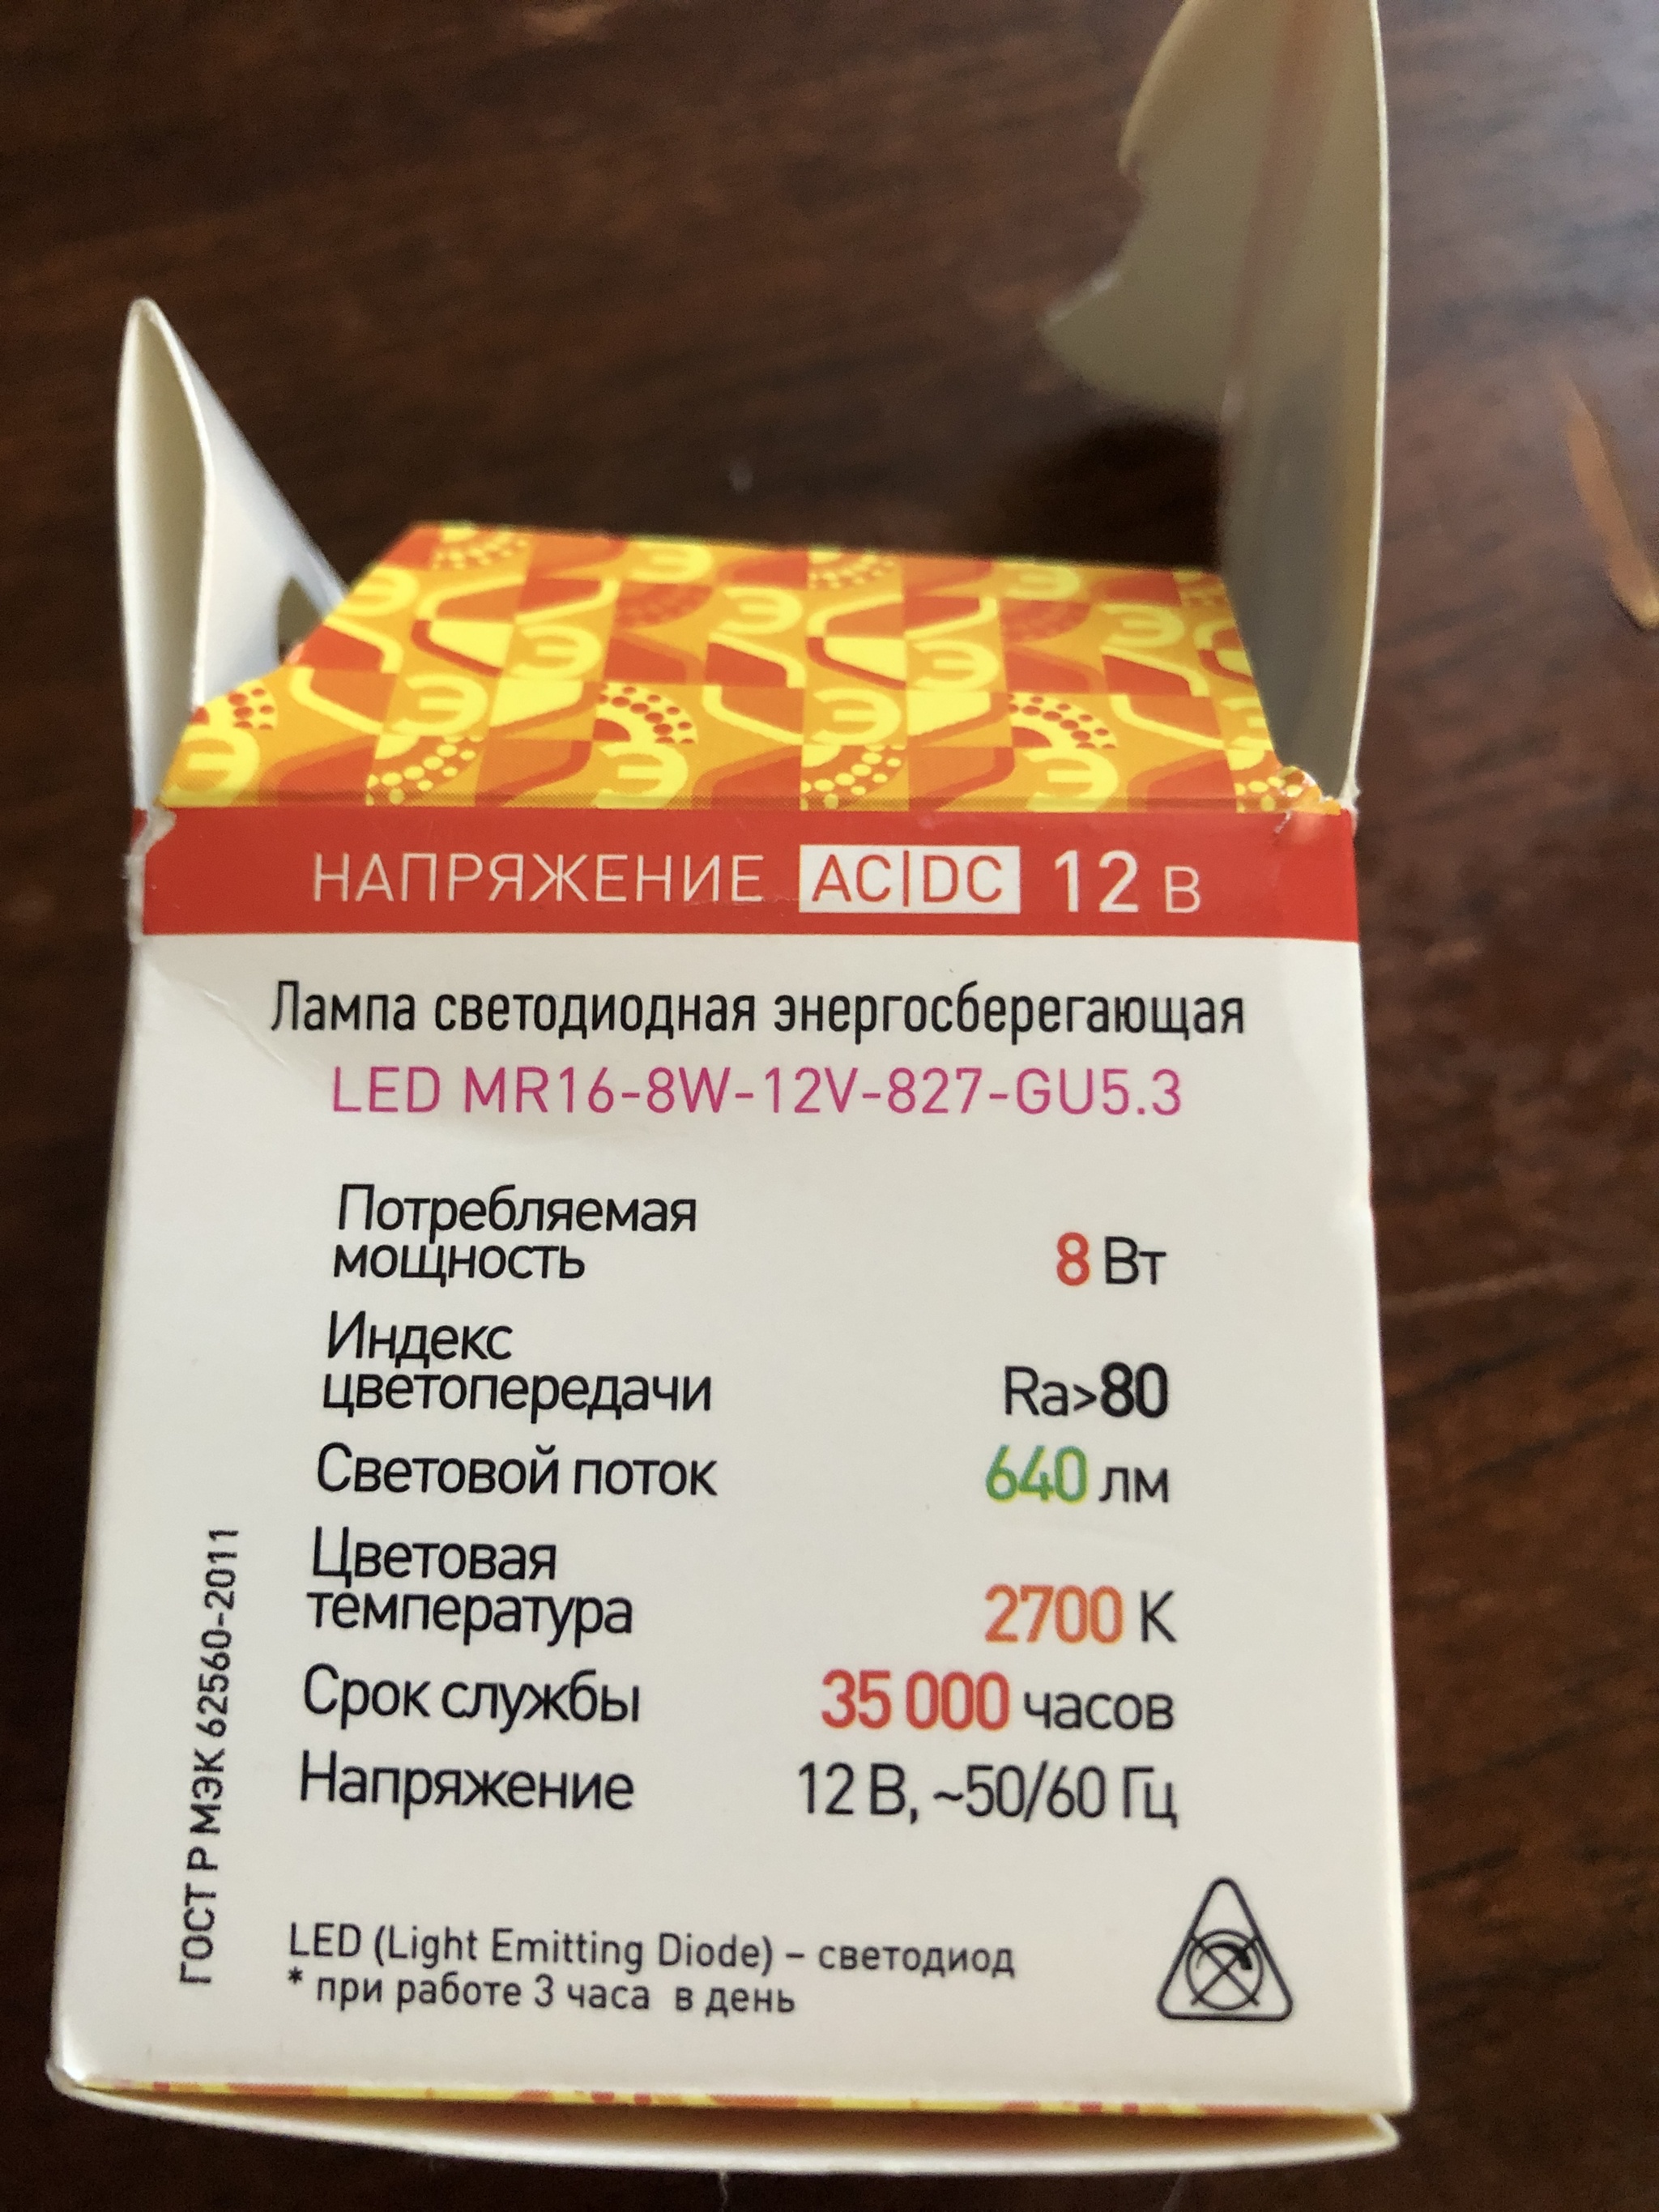 НАПРЯЖЕНИЕ AC|DC 12 В
Лампа светодиодная энергосберегающая
LED MR16-8W-12V-827-GU5.3
Потребляемая
мощность 8 Вт
Индекс
цветопередачи Ra>80
Световой поток 640 лм
Цветовая
температура 2700 К
Срок службы 35 000 часов
Напряжение 12 В, ~50/60 Гц
ГОСТ Р МЭК 62560-2011
LED (Light Emitting Diode) – светодиод
* при работе 3 часа в день